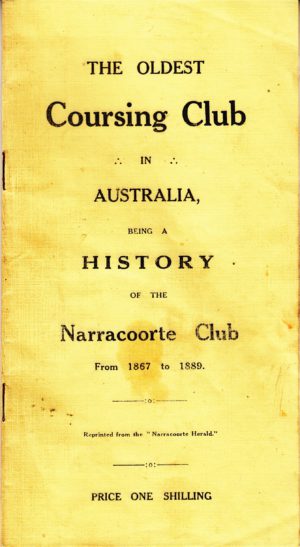 THE OLDEST
Coursing Club
∴ IN ∴
AUSTRALIA,
BEING A
HISTORY
OF THE
Narracoorte Club
From 1867 to 1889.
:o:
Reprinted from the "Narracoorte Herald."
:o:
PRICE ONE SHILLING